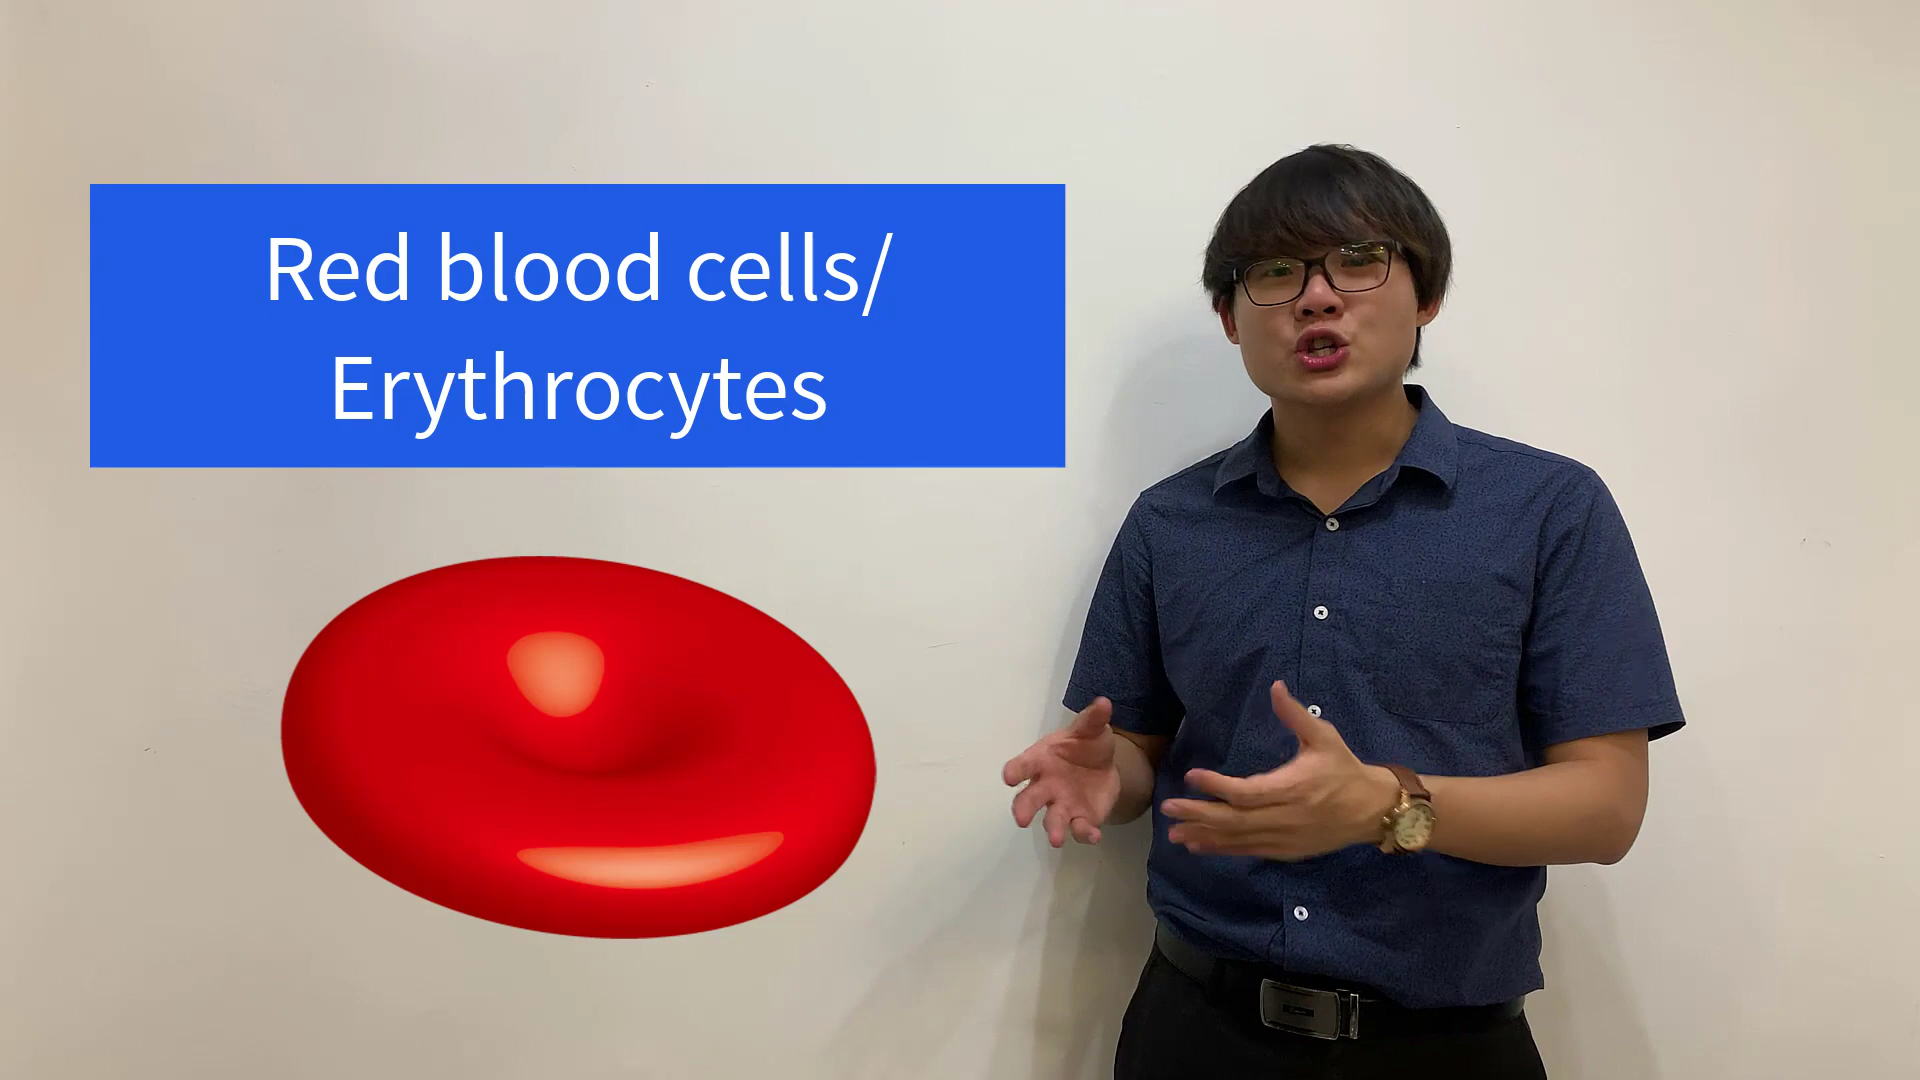 Red blood cells/
Erythrocytes